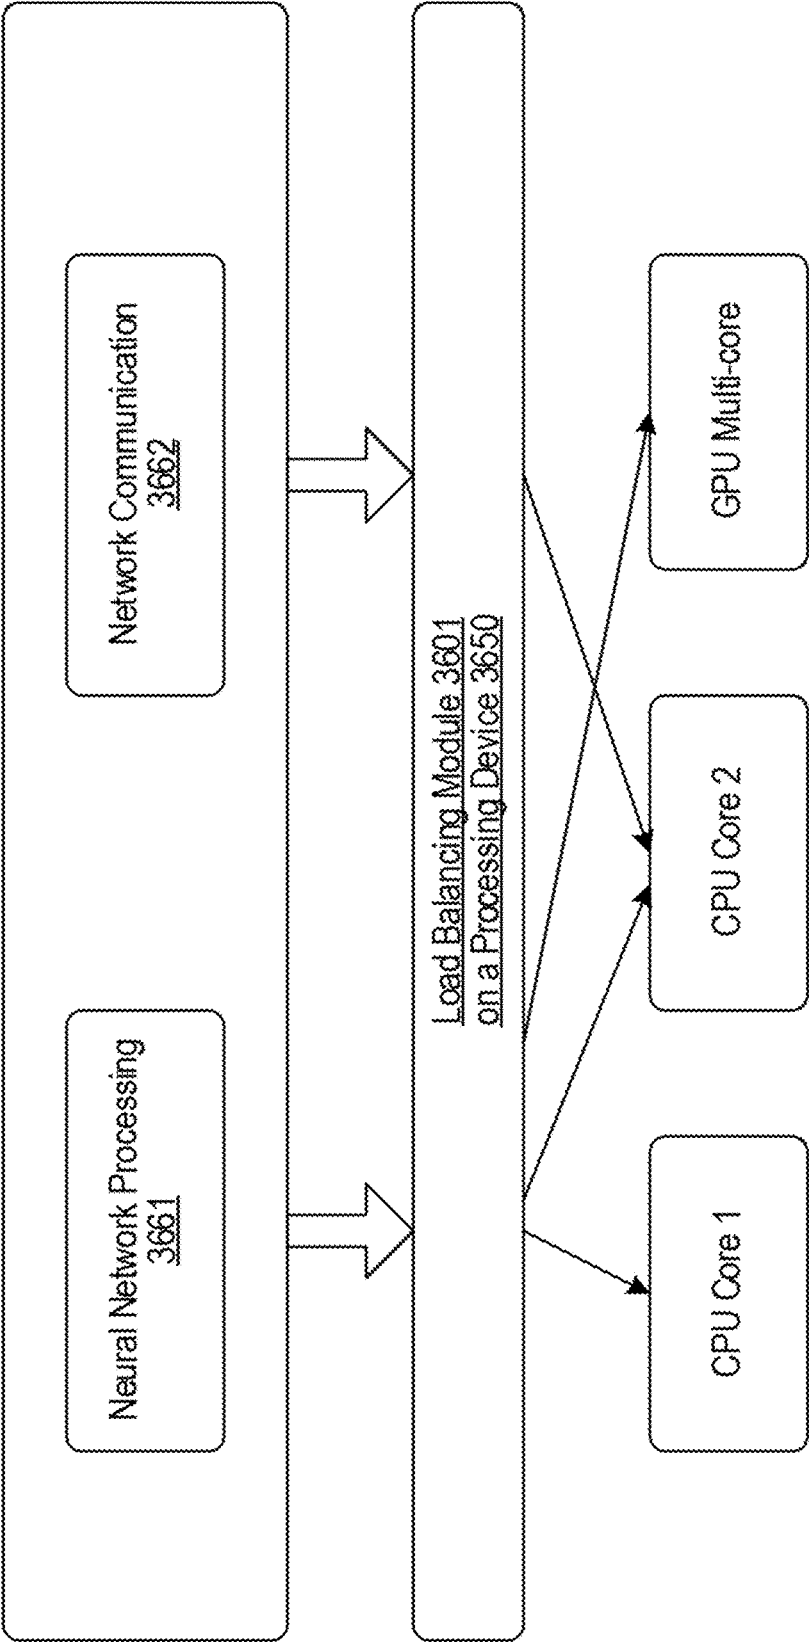 Neural Network Processing
3661
Network Communication
3662
Load Balancing Module 3601
on a Processing Device 3650
CPU Core 1
CPU Core 2
GPU Multi-core